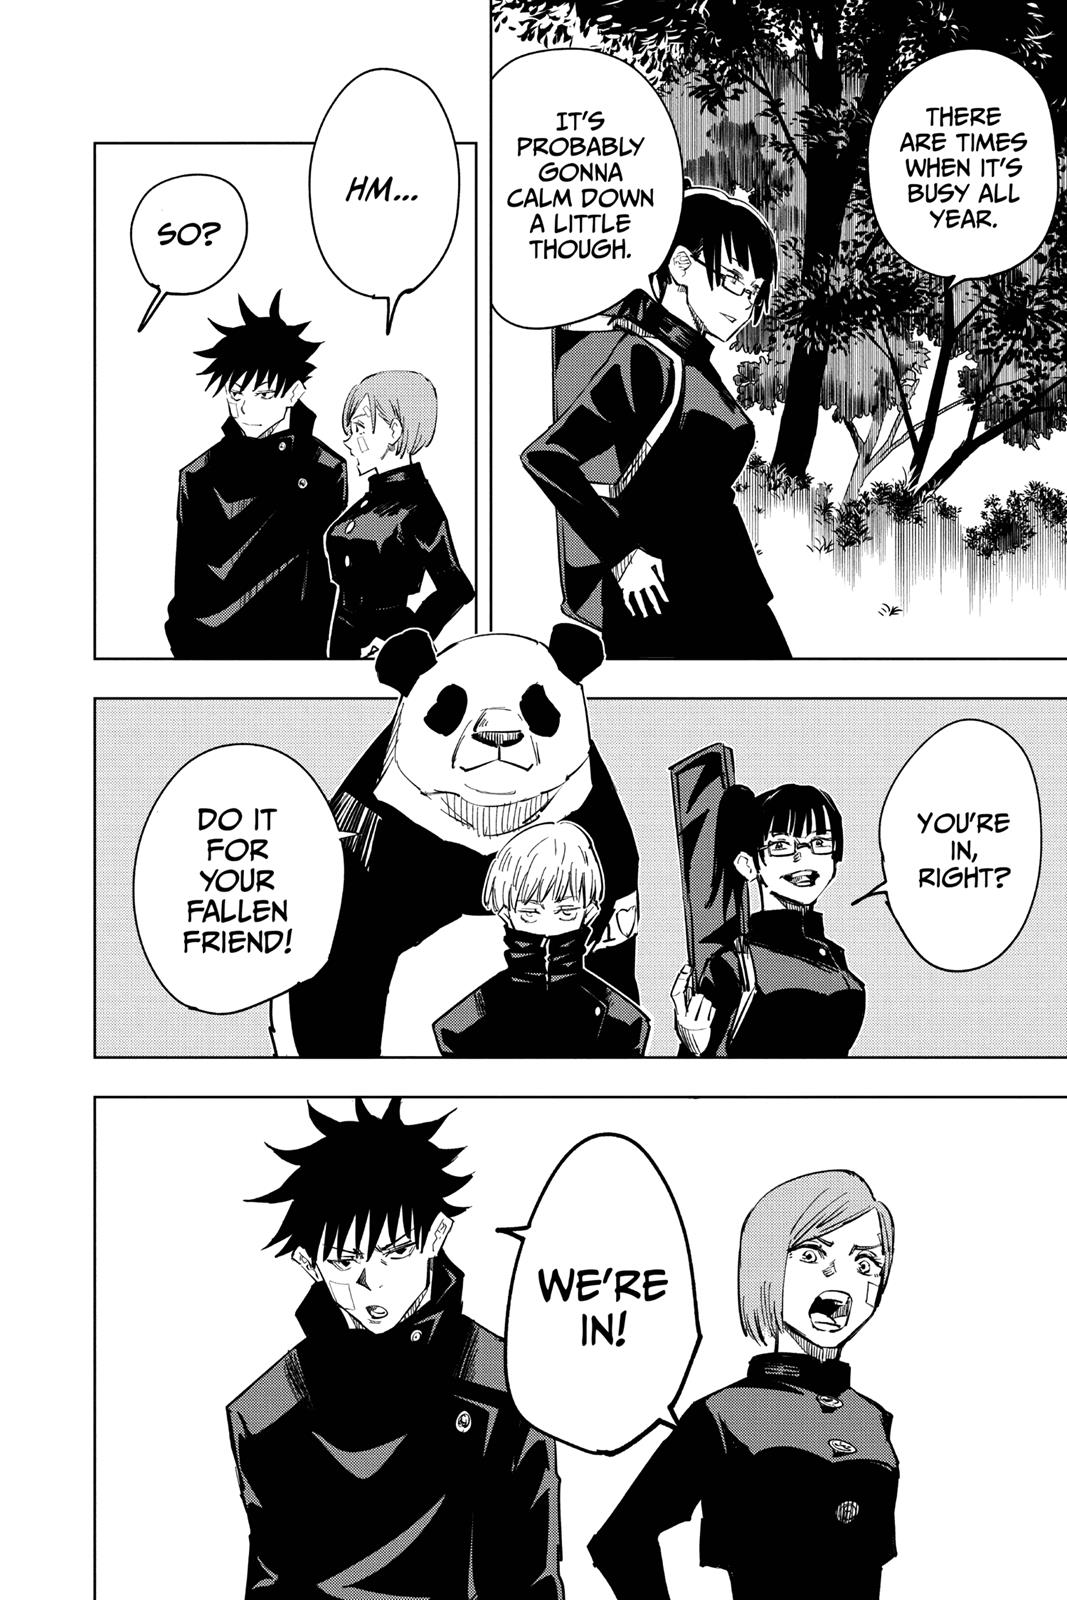 THERE
ARE TIMES
WHEN IT'S
BUSY ALL
YEAR.
IT'S
PROBABLY
GONNA
CALM DOWN
A LITTLE
THOUGH.
HM...
SO?
YOU'RE
IN,
RIGHT?
DO IT
FOR
YOUR
FALLEN
FRIEND!
WE'RE
IN!